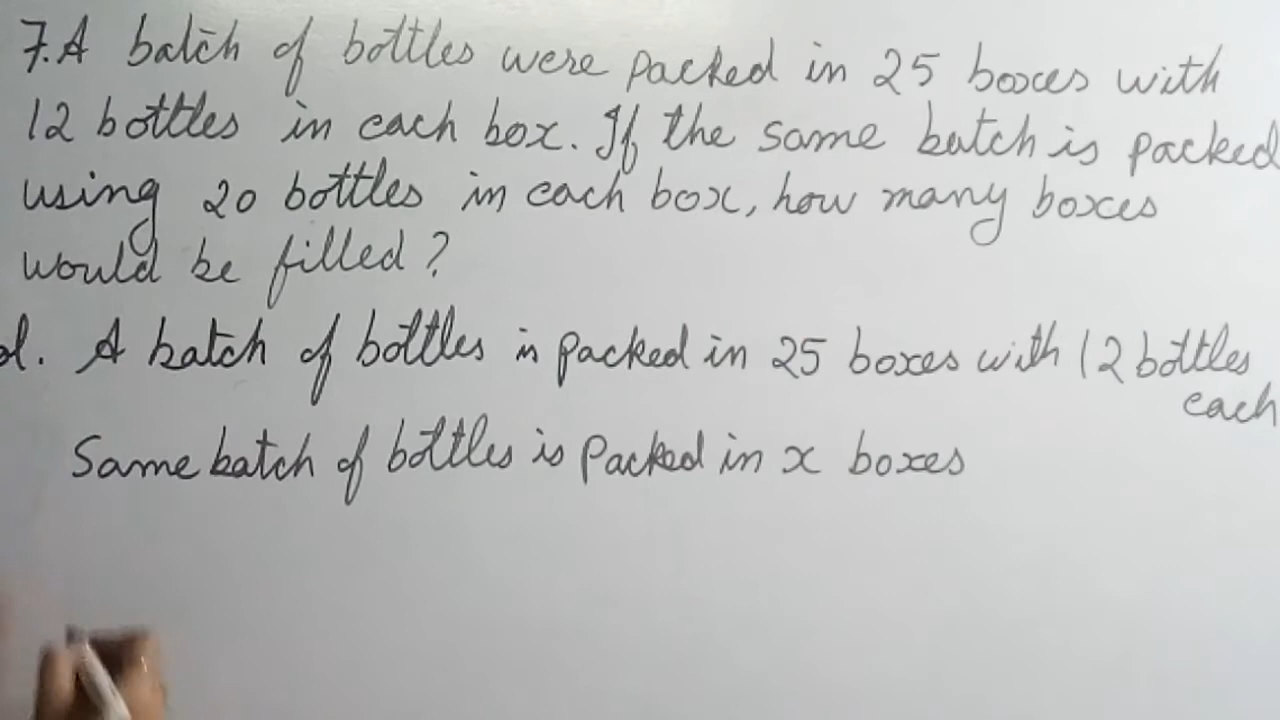 7. A batch of bottles were packed in 25 boxes with
12 bottles in each box. If the same batch is packed
using 20 bottles in each box, how many boxes
would be filled?
ol. A batch of bottles is packed in 25 boxes with 12 bottles
each
Same batch of bottles is packed in x boxes